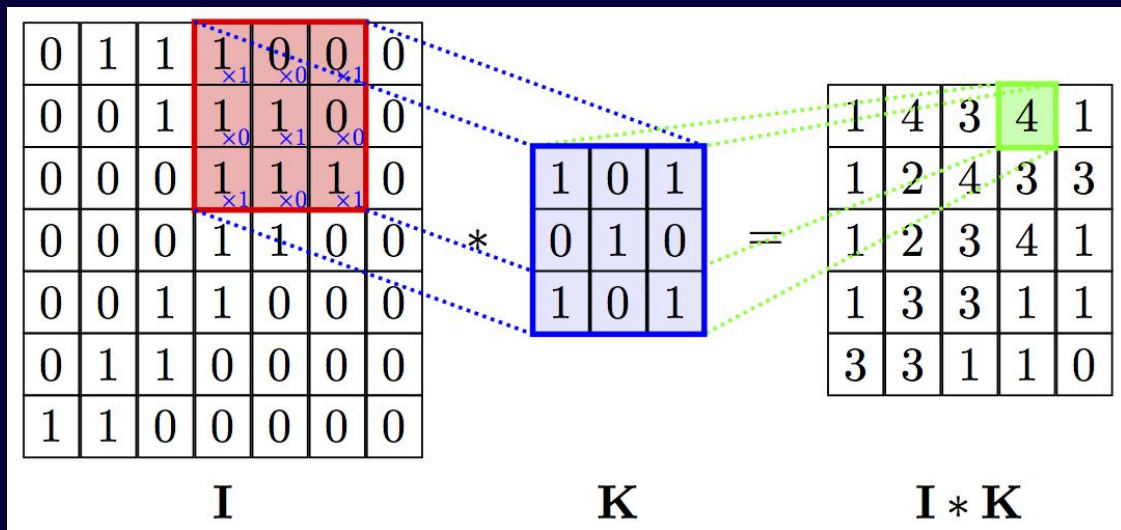 0 1 1 1 ×1 0 ×0 0 ×1 0
0 0 1 1 ×0 1 ×1 0 ×0 0
0 0 0 1 ×1 1 ×0 1 ×1 0
0 0 0 1 1 0 0
0 0 1 1 0 0 0
0 1 1 0 0 0 0
1 1 0 0 0 0 0
I
*
1 0 1
0 1 0
1 0 1
K
=
1 4 3 4 1
1 2 4 3 3
1 2 3 4 1
1 3 3 1 1
3 3 1 1 0
I * K